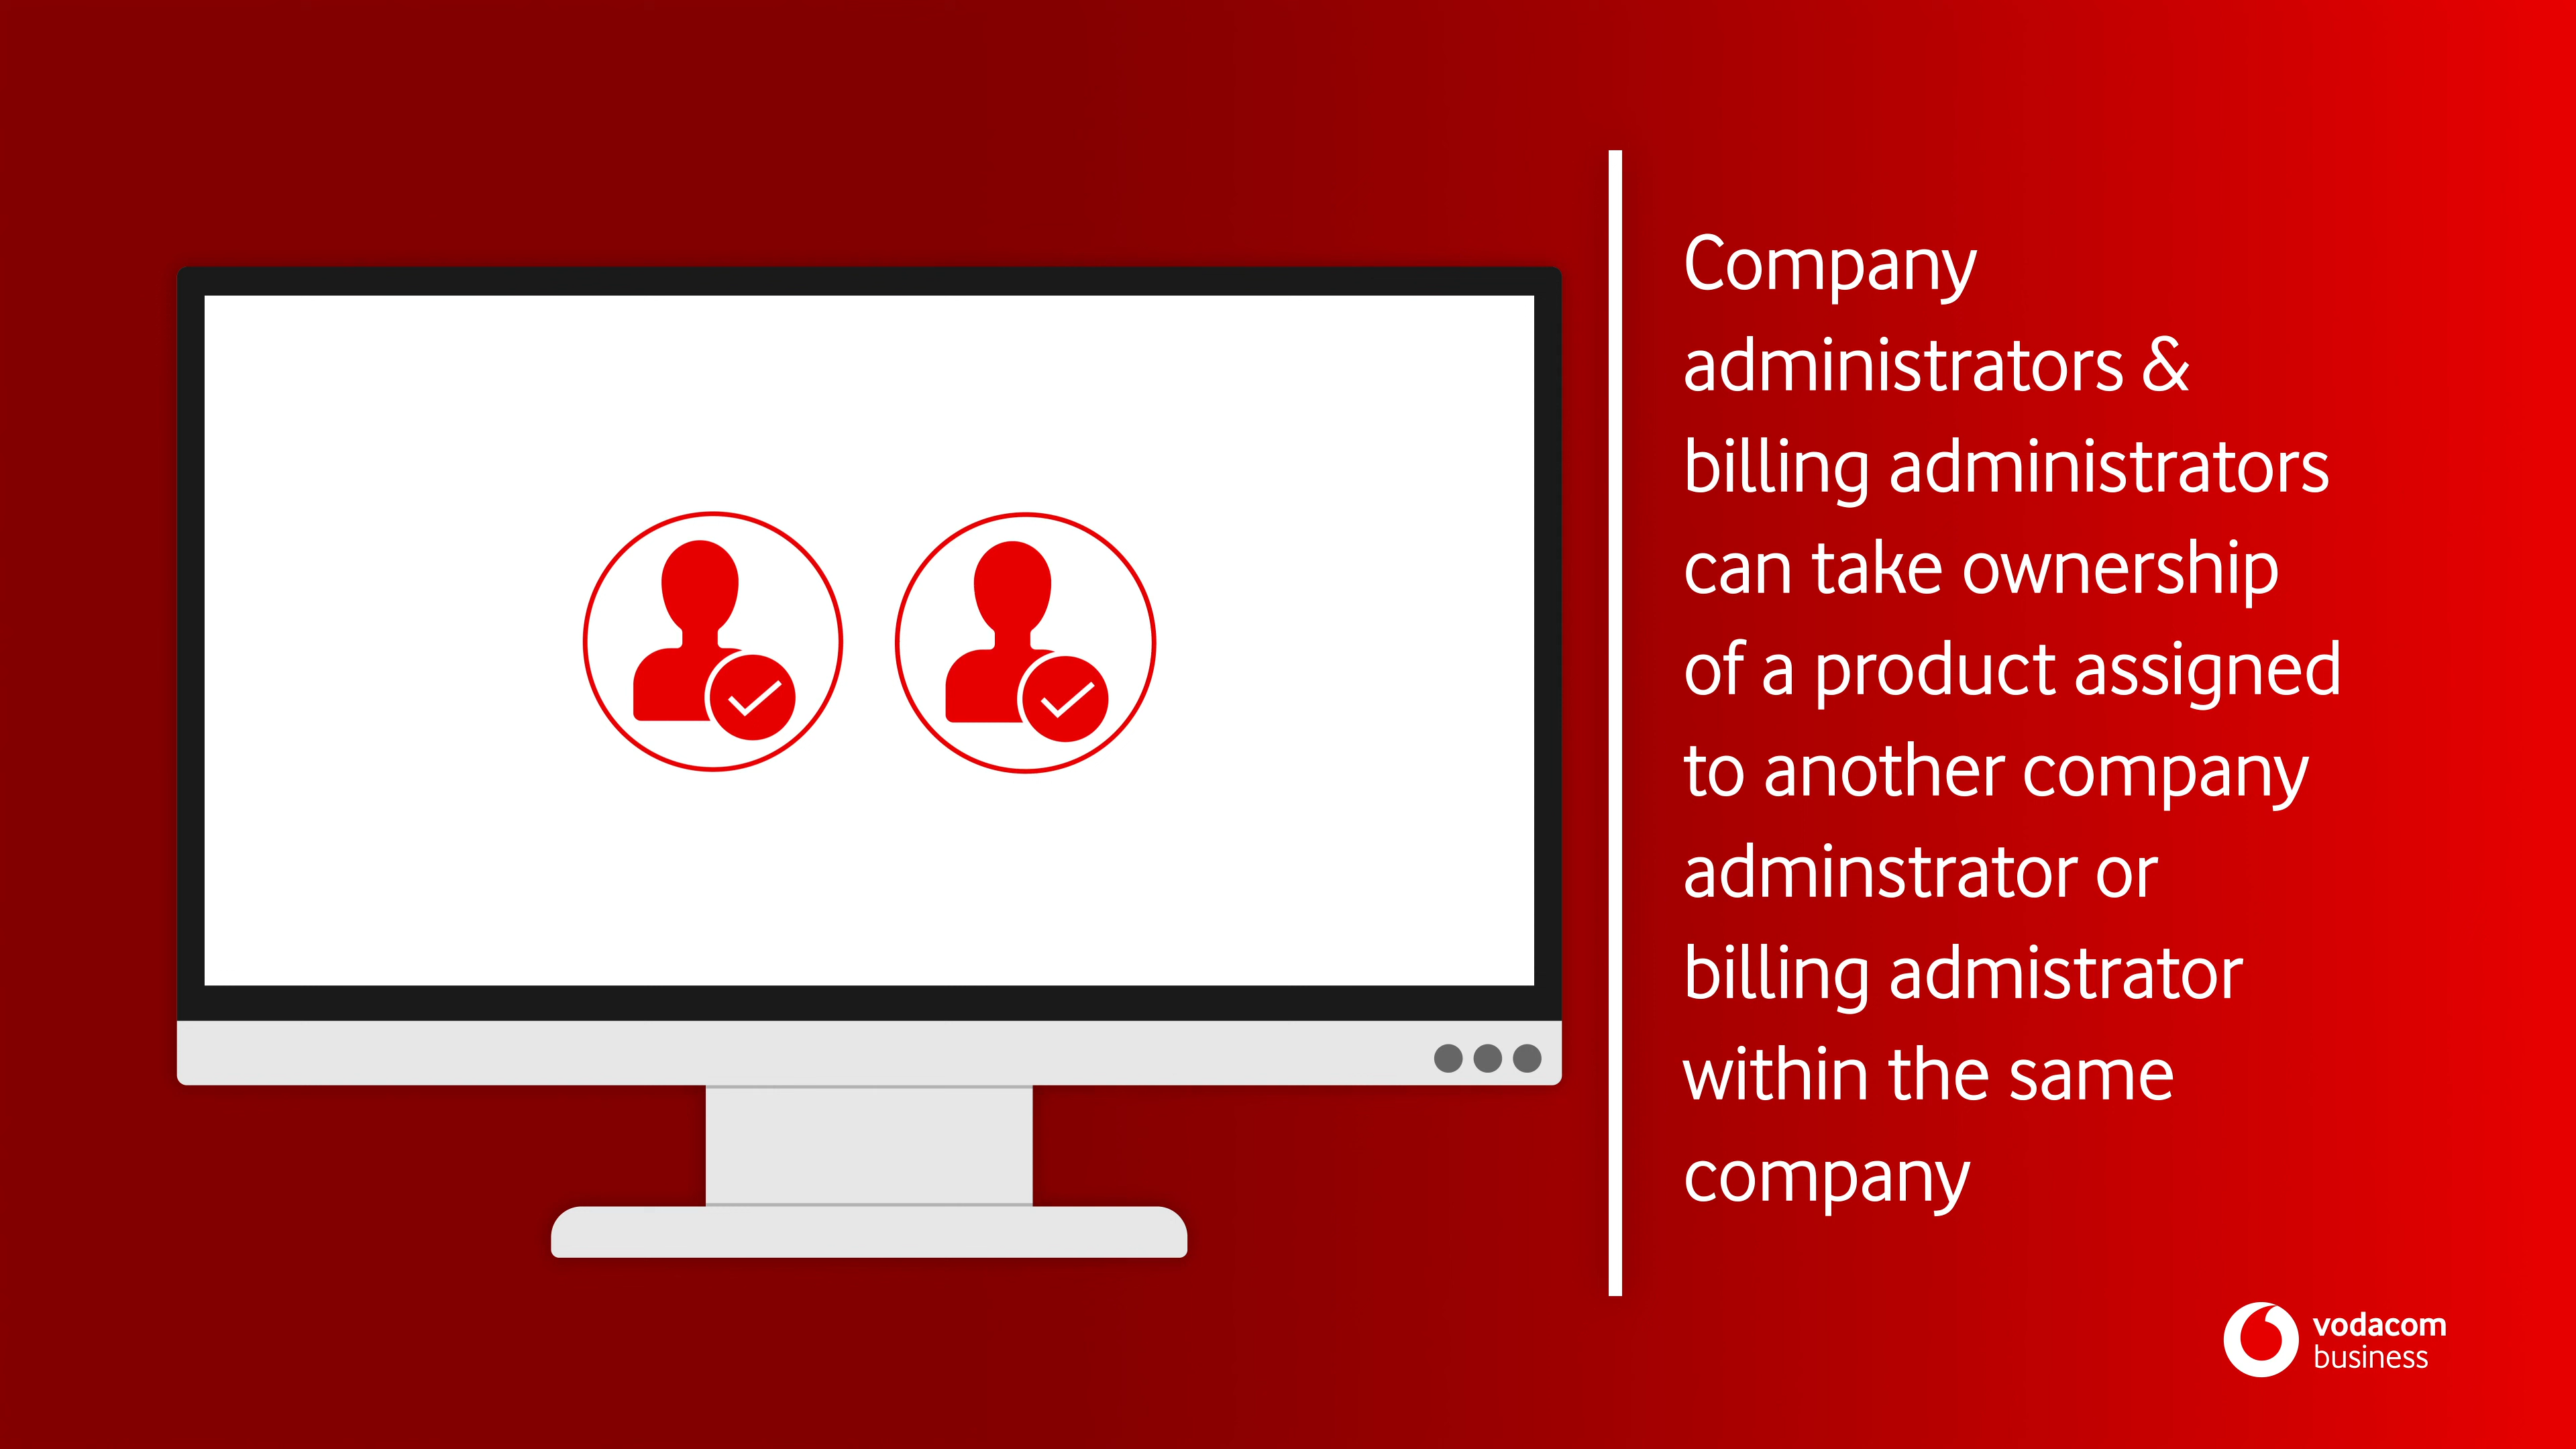 Company
administrators &
billing administrators
can take ownership
of a product assigned
to another company
adminstrator or
billing admistrator
within the same
company
vodacom
business